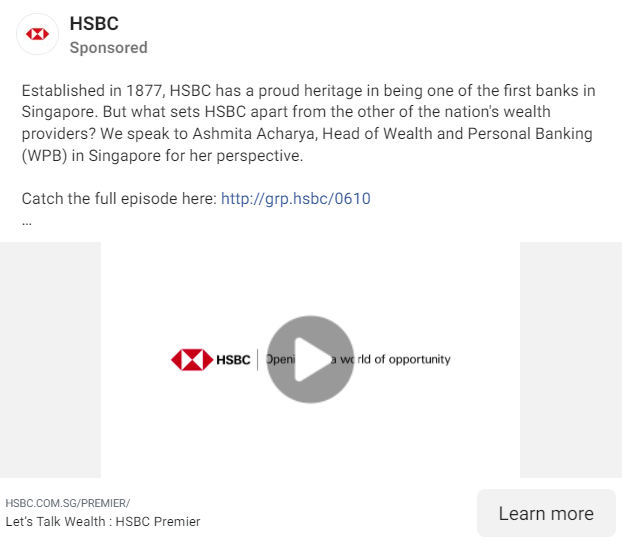 HSBC
Sponsored
Established in 1877, HSBC has a proud heritage in being one of the first banks in
Singapore. But what sets HSBC apart from the other of the nation's wealth
providers? We speak to Ashmita Acharya, Head of Wealth and Personal Banking
(WPB) in Singapore for her perspective.
Catch the full episode here: http://grp.hsbc/0610
...
HSBC | Openi a world of opportunity
HSBC.COM.SG/PREMIER/
Let's Talk Wealth : HSBC Premier
Learn more